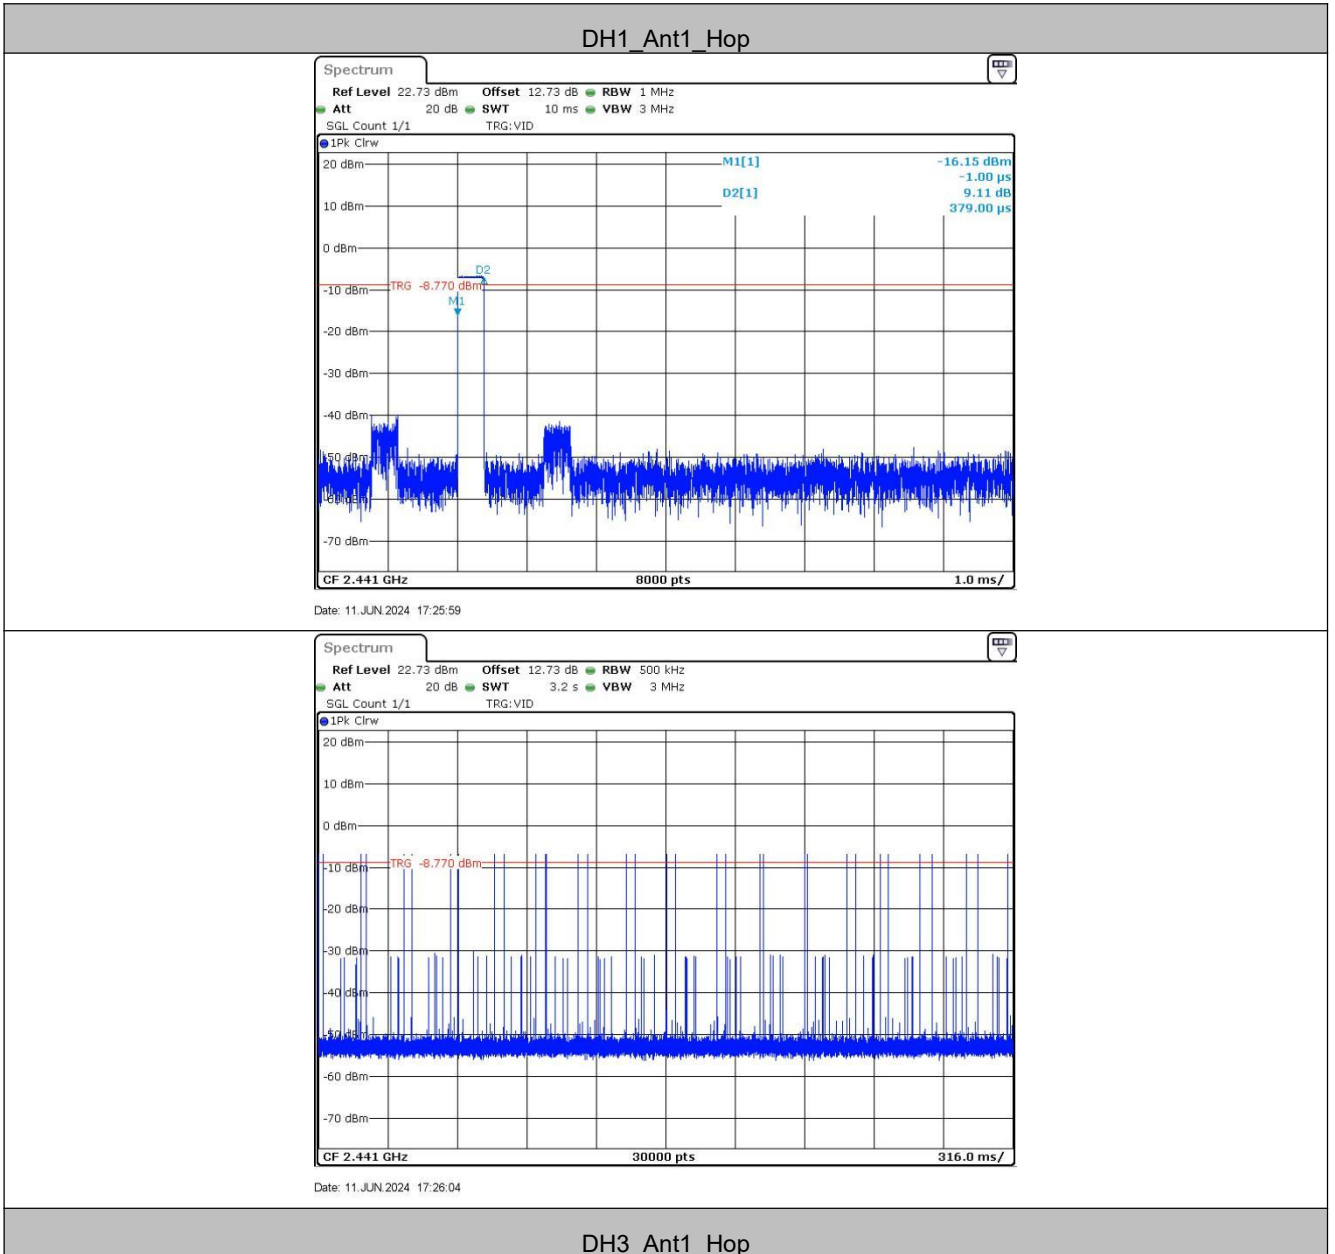 DH1_Ant1_Hop
Spectrum
Ref Level 22.73 dBm Offset 12.73 dB RBW 1 MHz
Att 20 dB SWT 10 ms VBW 3 MHz
SGL Count 1/1 TRG:VID
1Pk Clrw
20 dBm
M1[1] -16.15 dBm
-1.00 µs
D2[1] 9.11 dB
379.00 µs
10 dBm
0 dBm
D2
TRG -8.770 dBm
-10 dBm
M1
-20 dBm
-30 dBm
-40 dBm
-50 dBm
-60 dBm
-70 dBm
CF 2.441 GHz 8000 pts 1.0 ms/
Date: 11.JUN.2024 17:25:59
Spectrum
Ref Level 22.73 dBm Offset 12.73 dB RBW 500 kHz
Att 20 dB SWT 3.2 s VBW 3 MHz
SGL Count 1/1 TRG:VID
1Pk Clrw
20 dBm
10 dBm
0 dBm
TRG -8.770 dBm
-10 dBm
-20 dBm
-30 dBm
-40 dBm
-50 dBm
-60 dBm
-70 dBm
CF 2.441 GHz 30000 pts 316.0 ms/
Date: 11.JUN.2024 17:26:04
DH3_Ant1_Hop